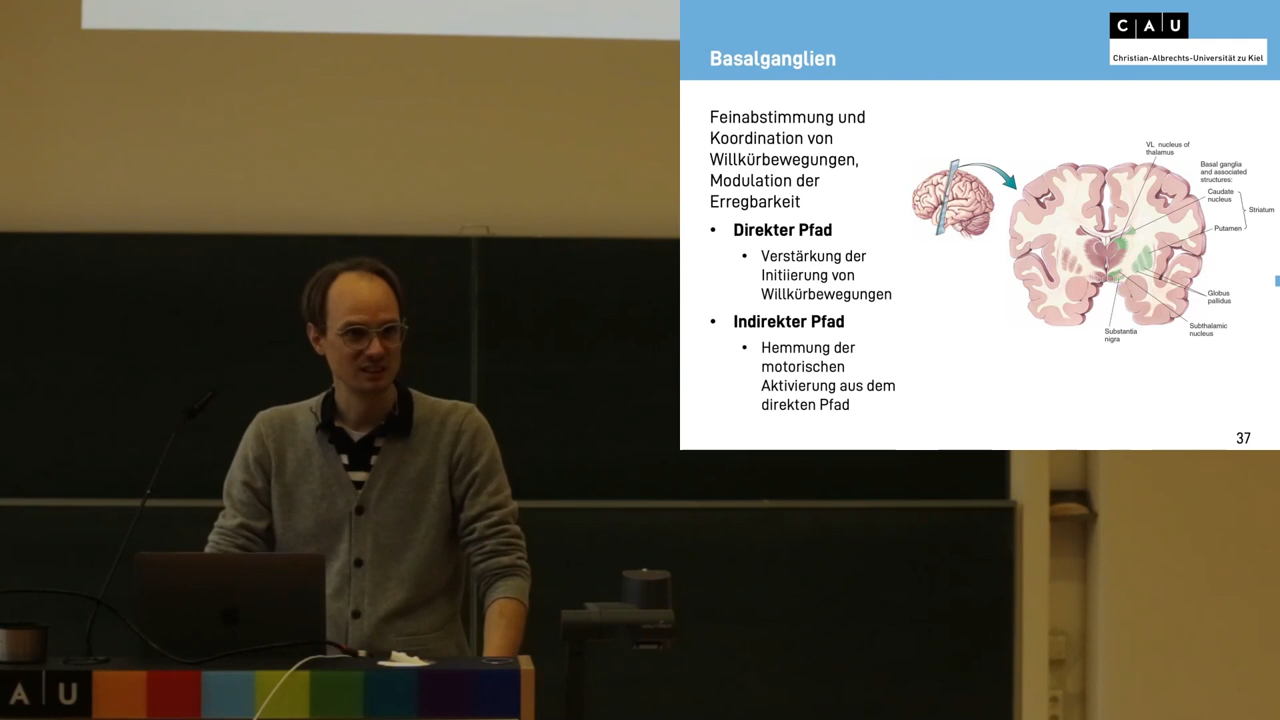 Basalganglien
C A U
Christian-Albrechts-Universität zu Kiel
Feinabstimmung und
Koordination von
Willkürbewegungen,
Modulation der
Erregbarkeit
• Direkter Pfad
• Verstärkung der
Initiierung von
Willkürbewegungen
• Indirekter Pfad
• Hemmung der
motorischen
Aktivierung aus dem
direkten Pfad
VL nucleus of
thalamus
Basal ganglia
and associated
structures:
Caudate
nucleus
Striatum
Putamen
Globus
pallidus
Subthalamic
nucleus
Substantia
nigra
37
A U